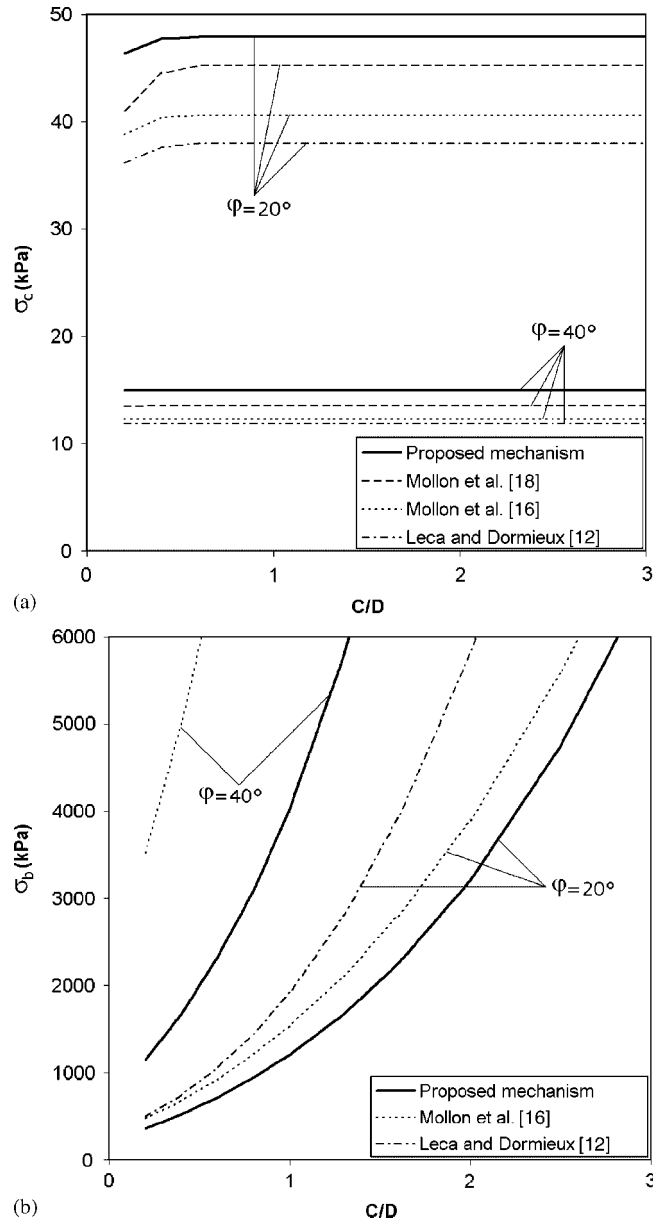 50
40
30
20
10
0
σc (kPa)
φ=20°
φ=40°
Proposed mechanism
Mollon et al. [18]
Mollon et al. [16]
Leca and Dormieux [12]
0 1 2 3
C/D
(a)
6000
5000
4000
3000
2000
1000
0
σb (kPa)
φ=40°
φ=20°
Proposed mechanism
Mollon et al. [16]
Leca and Dormieux [12]
0 1 2 3
C/D
(b)